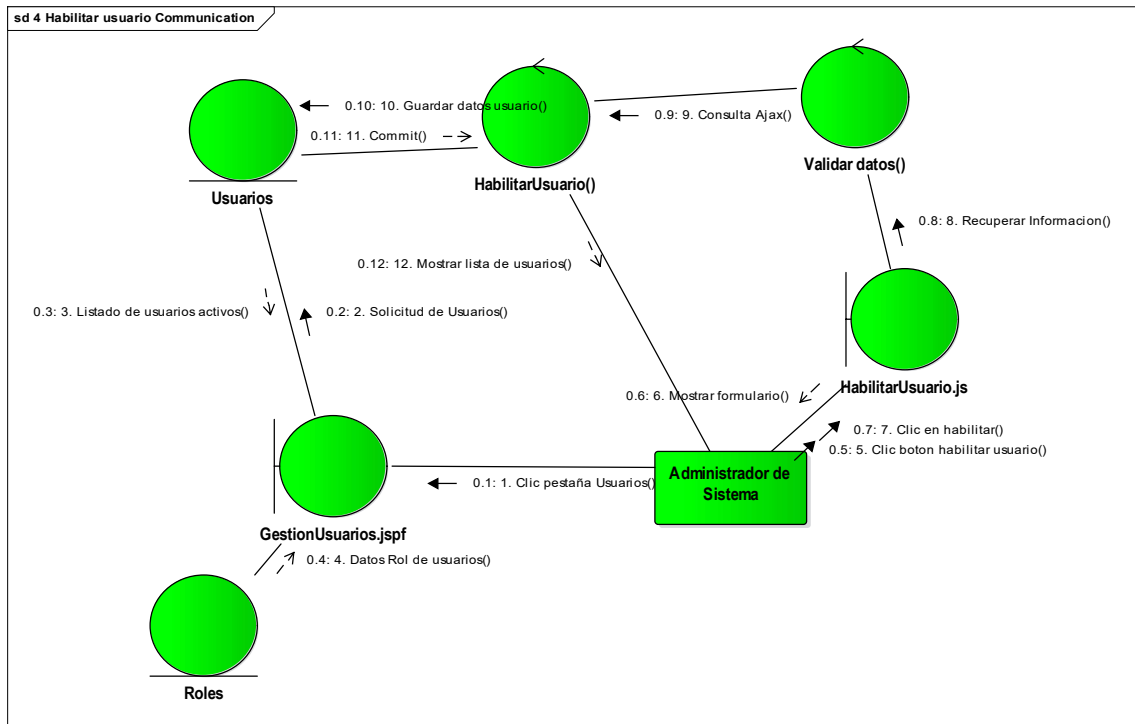 sd 4 Habilitar usuario Communication
0.10: 10. Guardar datos usuario()
0.9: 9. Consulta Ajax()
0.11: 11. Commit()
Validar datos()
HabilitarUsuario()
Usuarios
0.8: 8. Recuperar Informacion()
0.12: 12. Mostrar lista de usuarios()
0.3: 3. Listado de usuarios activos()
0.2: 2. Solicitud de Usuarios()
HabilitarUsuario.js
0.6: 6. Mostrar formulario()
0.7: 7. Clic en habilitar()
0.5: 5. Clic boton habilitar usuario()
Administrador de
Sistema
0.1: 1. Clic pestaña Usuarios()
GestionUsuarios.jspf
0.4: 4. Datos Rol de usuarios()
Roles